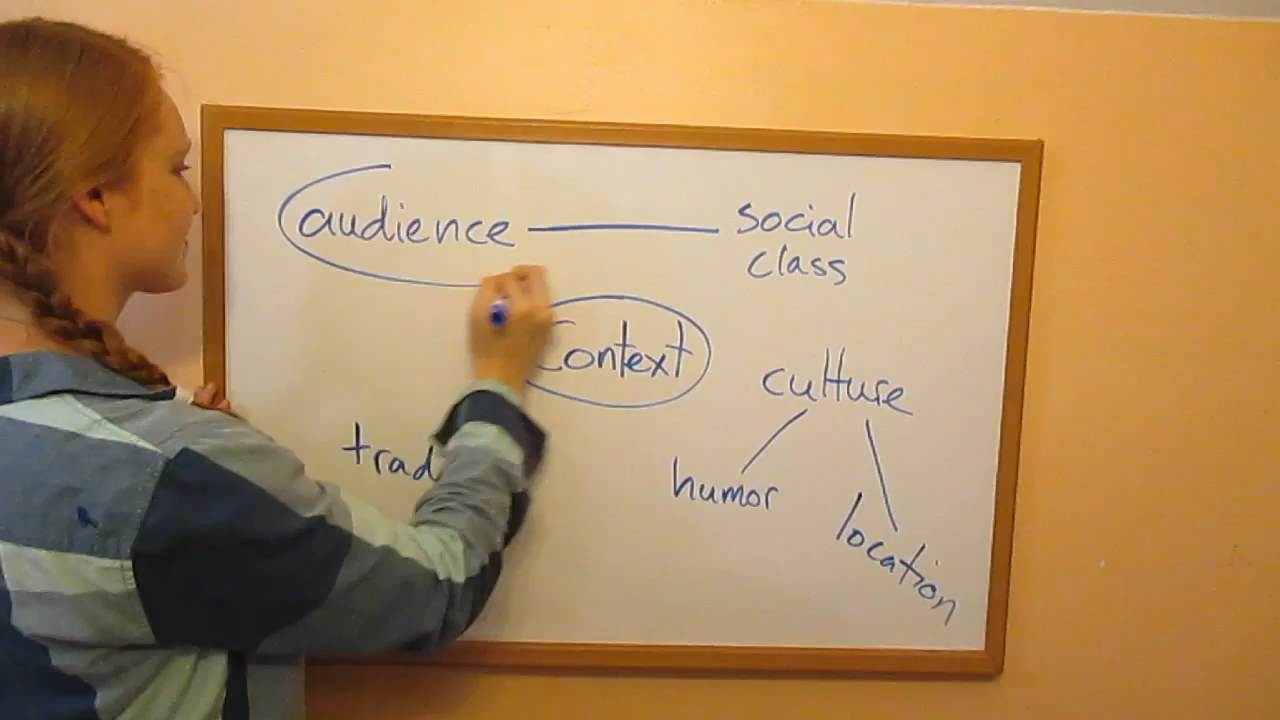 audience
social
class
Context
culture
humor
location